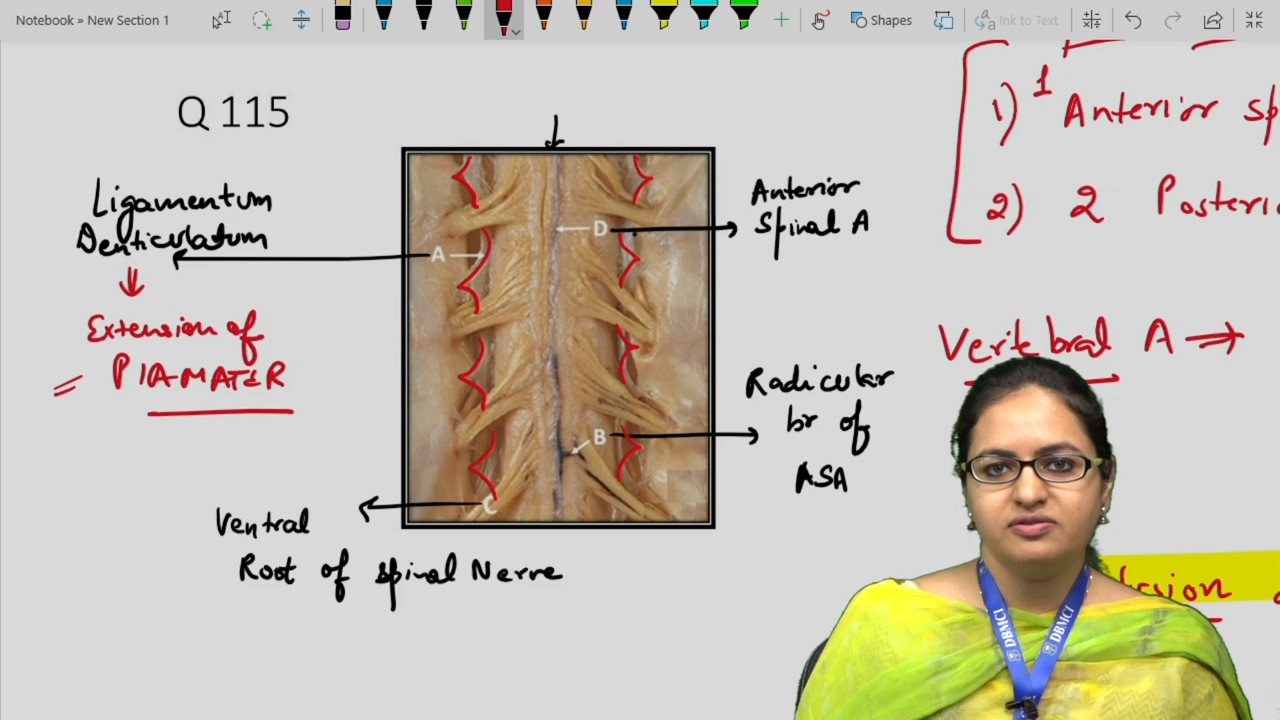 Notebook » New Section 1
Shapes
Ink to Text
Q 115
1) 1 Anterior
2) 2
Ligamentum
Denticulatum
Extension of
PIAMATER
Anterior
Spinal A
A
D
B
C
Vertebral A
Radicular
br of
ASA
Ventral
Root of spinal Nerve
DBMCI
DBMCI